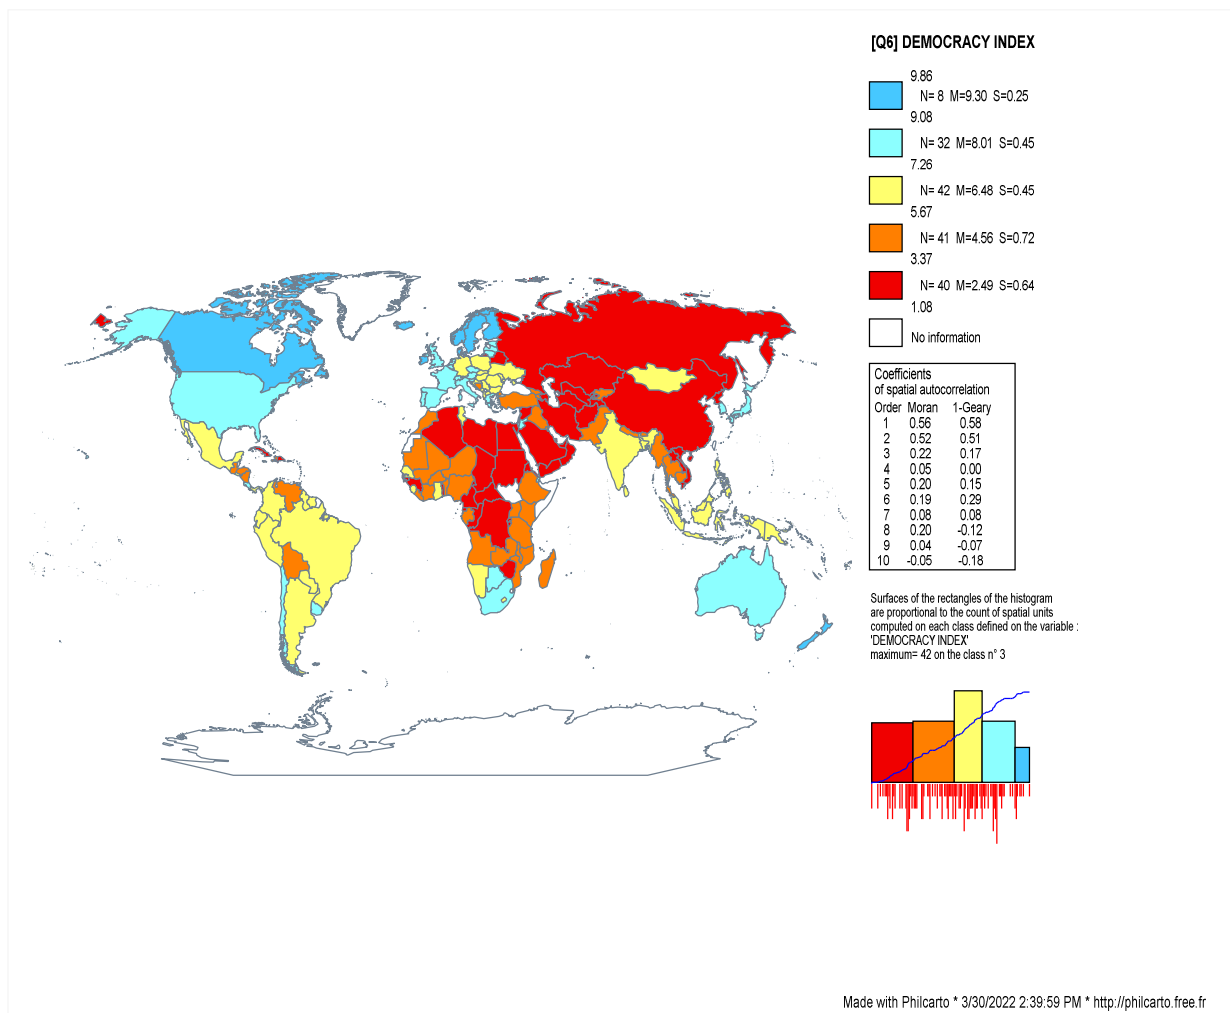 [Q6] DEMOCRACY INDEX
9.86
N= 8 M=9.30 S=0.25
9.08
N= 32 M=8.01 S=0.45
7.26
N= 42 M=6.48 S=0.45
5.67
N= 41 M=4.56 S=0.72
3.37
N= 40 M=2.49 S=0.64
1.08
No information
Coefficients
of spatial autocorrelation
Order Moran 1-Geary
1 0.56 0.58
2 0.52 0.51
3 0.22 0.17
4 0.05 0.00
5 0.20 0.15
6 0.19 0.29
7 0.08 0.08
8 0.20 -0.12
9 0.04 -0.07
10 -0.05 -0.18
Surfaces of the rectangles of the histogram
are proportional to the count of spatial units
computed on each class defined on the variable :
'DEMOCRACY INDEX'
maximum= 42 on the class n° 3
Made with Philcarto * 3/30/2022 2:39:59 PM * http://philcarto.free.fr